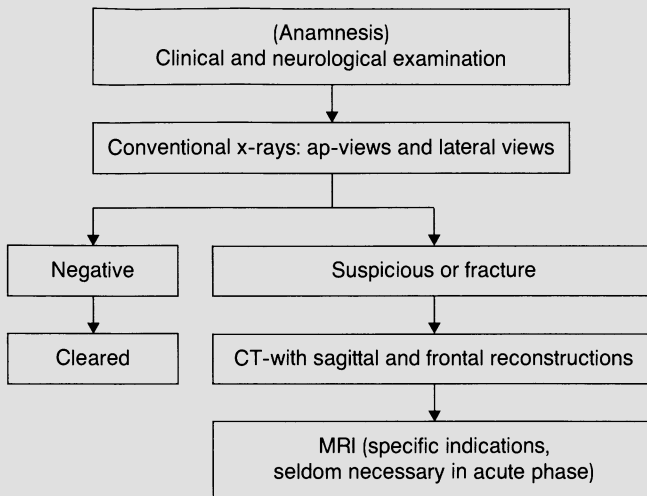 (Anamnesis)
Clinical and neurological examination
Conventional x-rays: ap-views and lateral views
Negative
Suspicious or fracture
Cleared
CT-with sagittal and frontal reconstructions
MRI (specific indications,
seldom necessary in acute phase)